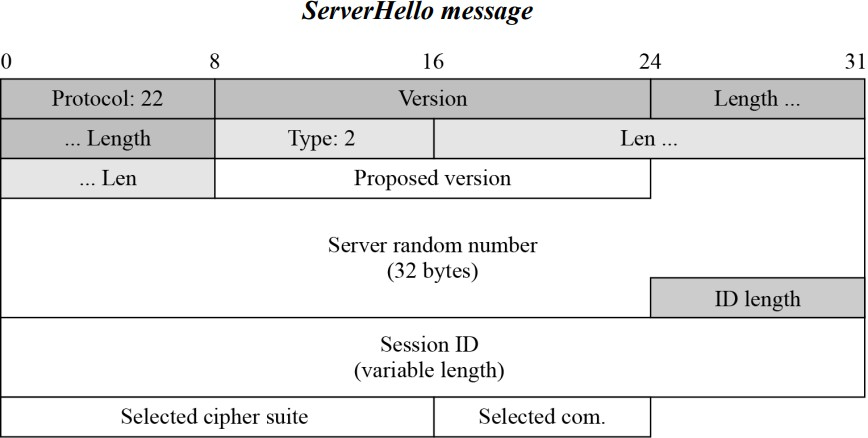 ServerHello message
0 8 16 24 31
Protocol: 22 Version Length ...
... Length Type: 2 Len ...
... Len Proposed version
Server random number
(32 bytes)
ID length
Session ID
(variable length)
Selected cipher suite Selected com.